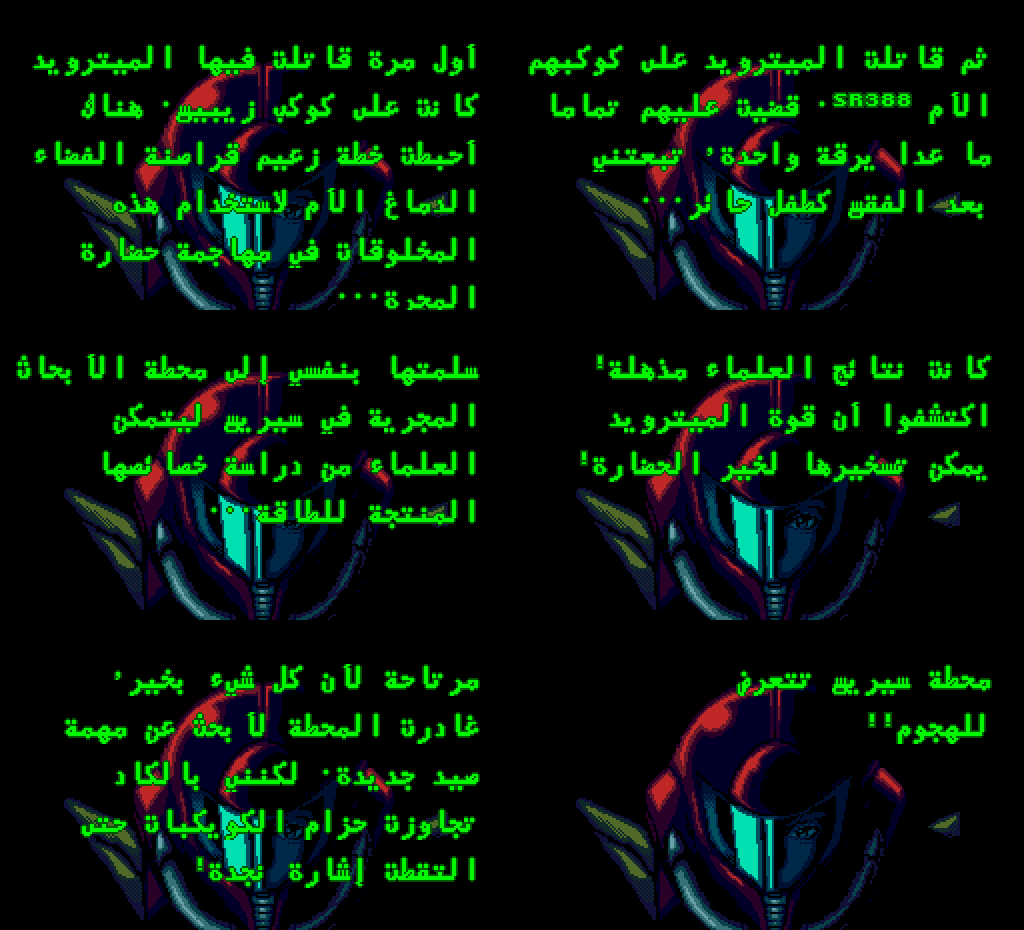 أول مرة قاتلت فيها الميترويد
كانت على كوكب زيبيس. هناك
أحبطت خطة زعيم قراصنة الفضاء
الدماغ الأم لاستخدام هذه
المخلوقات في مهاجمة حضارة
المجرة...
ثم قاتلت الميترويد على كوكبهم
الأم SR388. قضيت عليهم تماما
ما عدا يرقة واحدة, تبعتني
بعد الفقس كطفل حائر...
سلمتها بنفسي إلى محطة الأبحاث
المجرية في سيريس ليتمكن
العلماء من دراسة خصائصها
المنتجة للطاقة...
كانت نتائج العلماء مذهلة!
اكتشفوا أن قوة الميترويد
يمكن تسخيرها لخير الحضارة!
مرتاحة لأن كل شيء بخير,
غادرت المحطة لأبحث عن مهمة
صيد جديدة. لكنني بالكاد
تجاوزت حزام الكويكبات حتى
التقطت إشارة نجدة!
محطة سيريس تتعرض
للهجوم!!